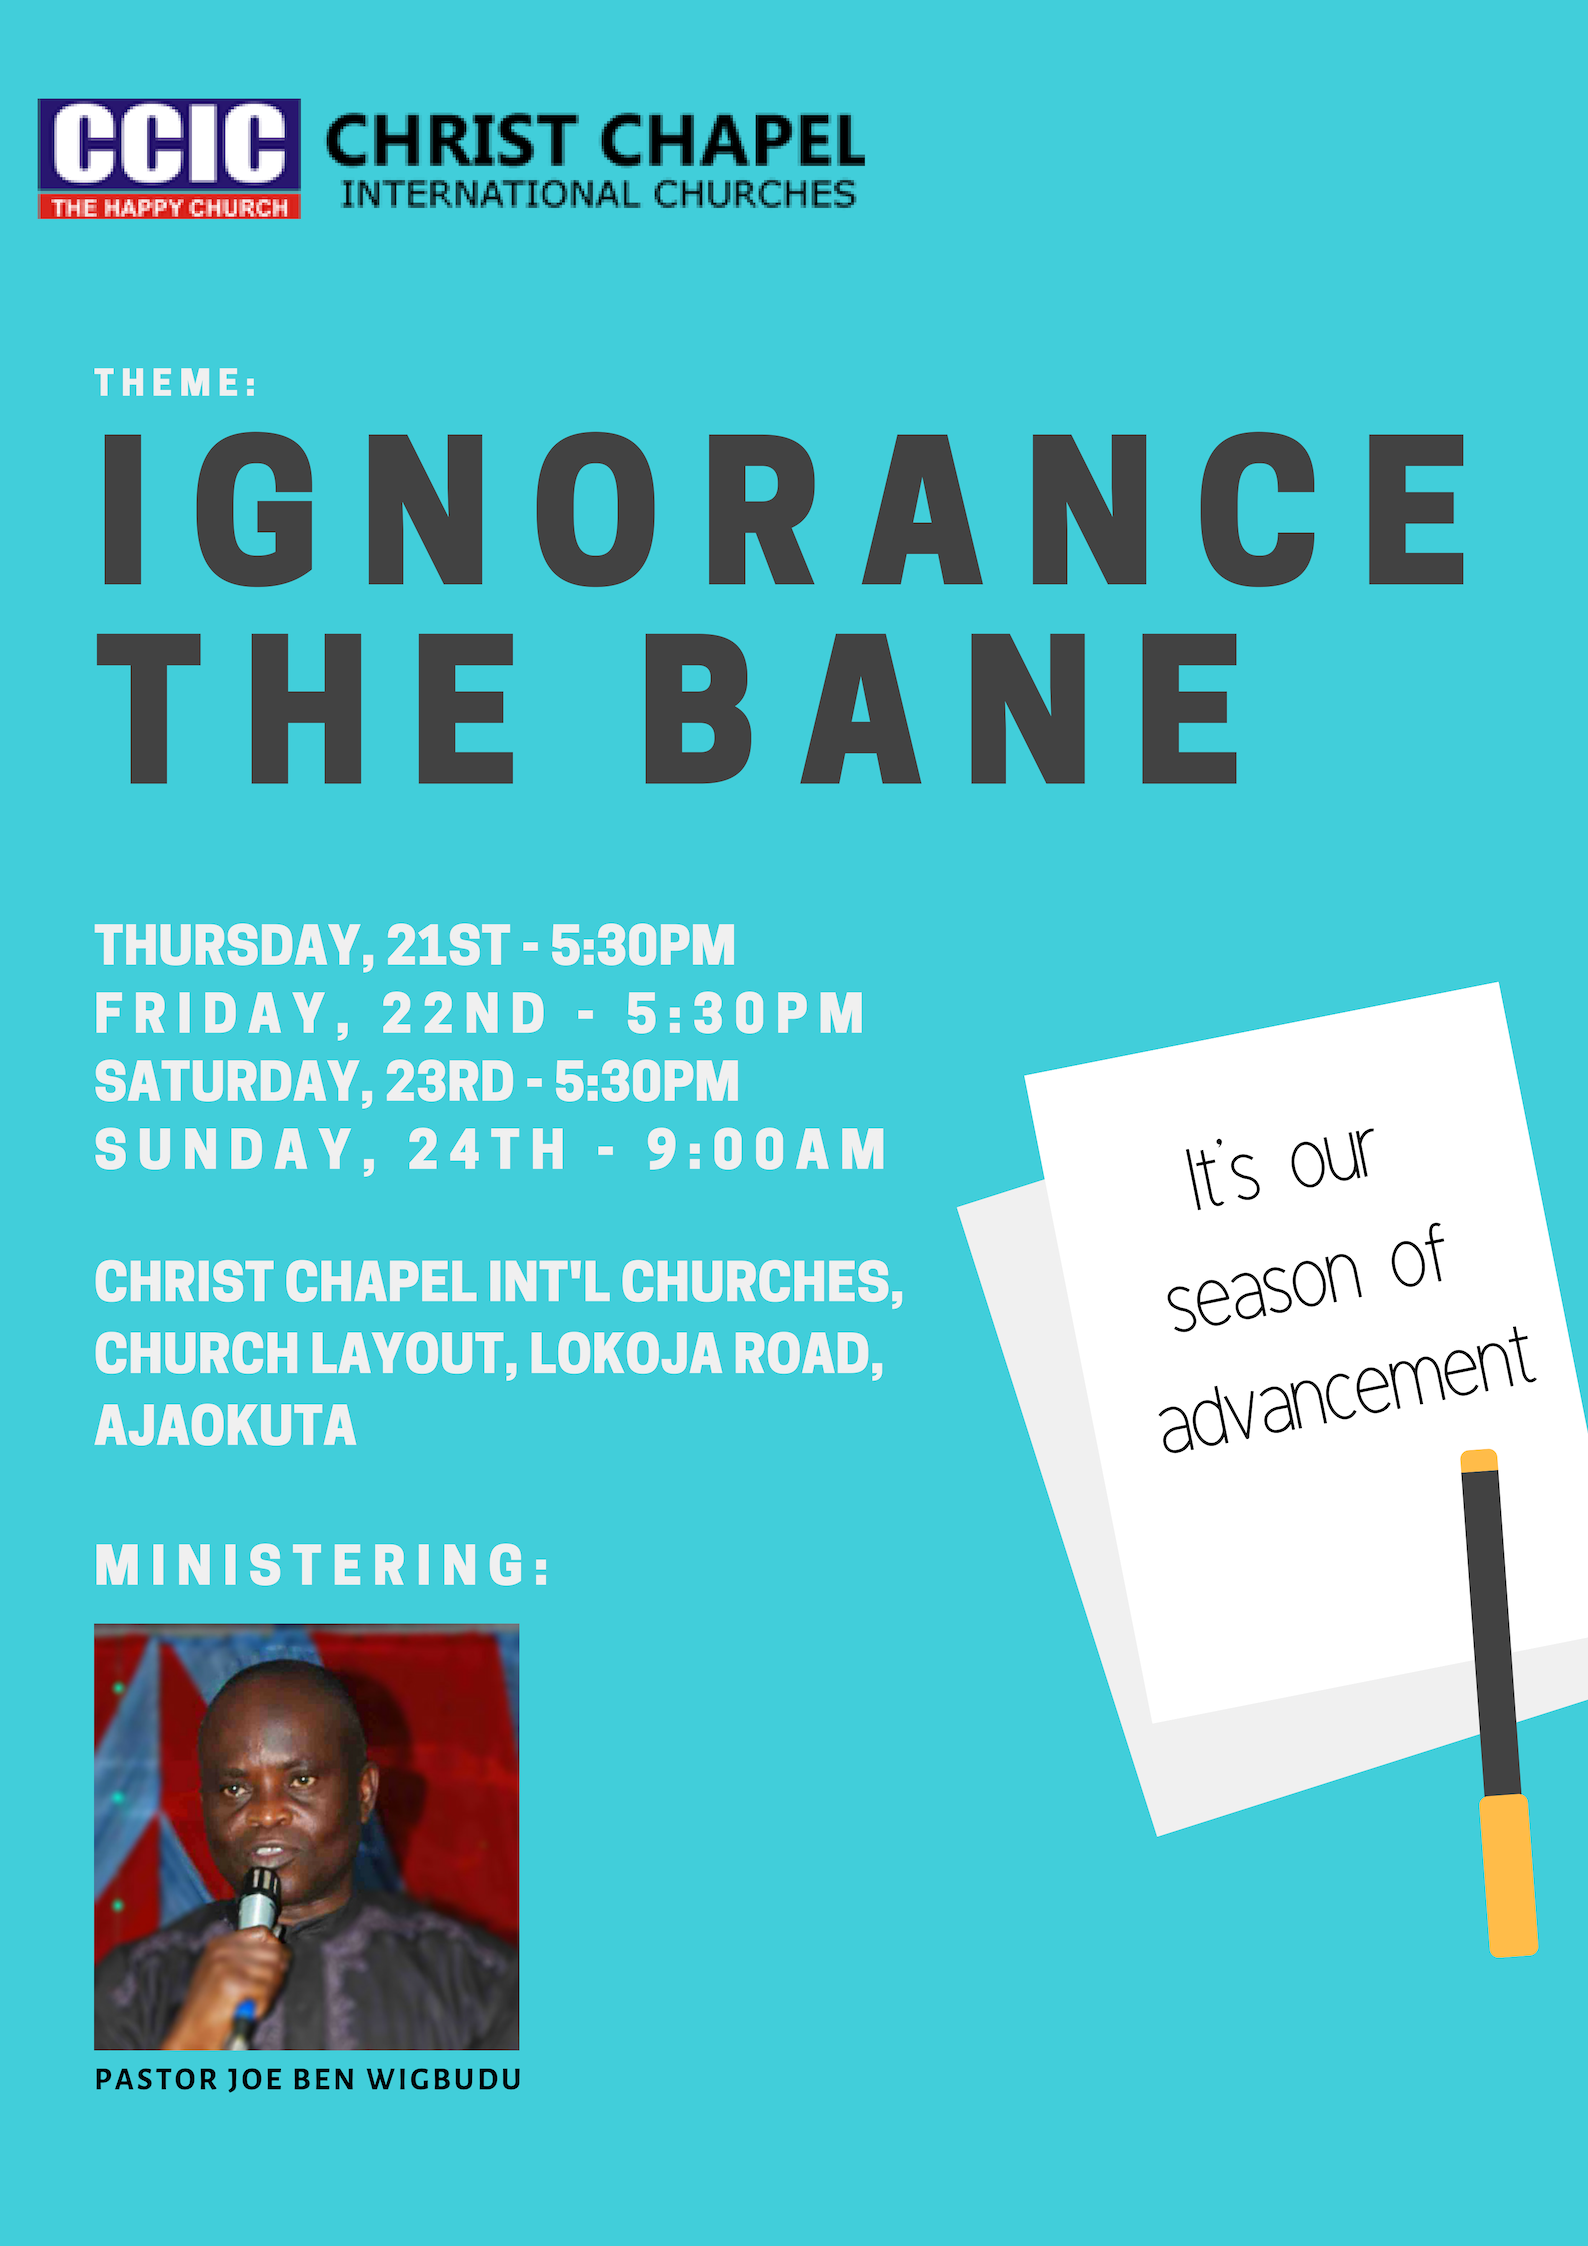 CCIC
THE HAPPY CHURCH
CHRIST CHAPEL
INTERNATIONAL CHURCHES
THEME:
IGNORANCE
THE BANE
THURSDAY, 21ST - 5:30PM
FRIDAY, 22ND - 5:30PM
SATURDAY, 23RD - 5:30PM
SUNDAY, 24TH - 9:00AM
CHRIST CHAPEL INT'L CHURCHES,
CHURCH LAYOUT, LOKOJA ROAD,
AJAOKUTA
It's our
season of
advancement
MINISTERING:
PASTOR JOE BEN WIGBUDU